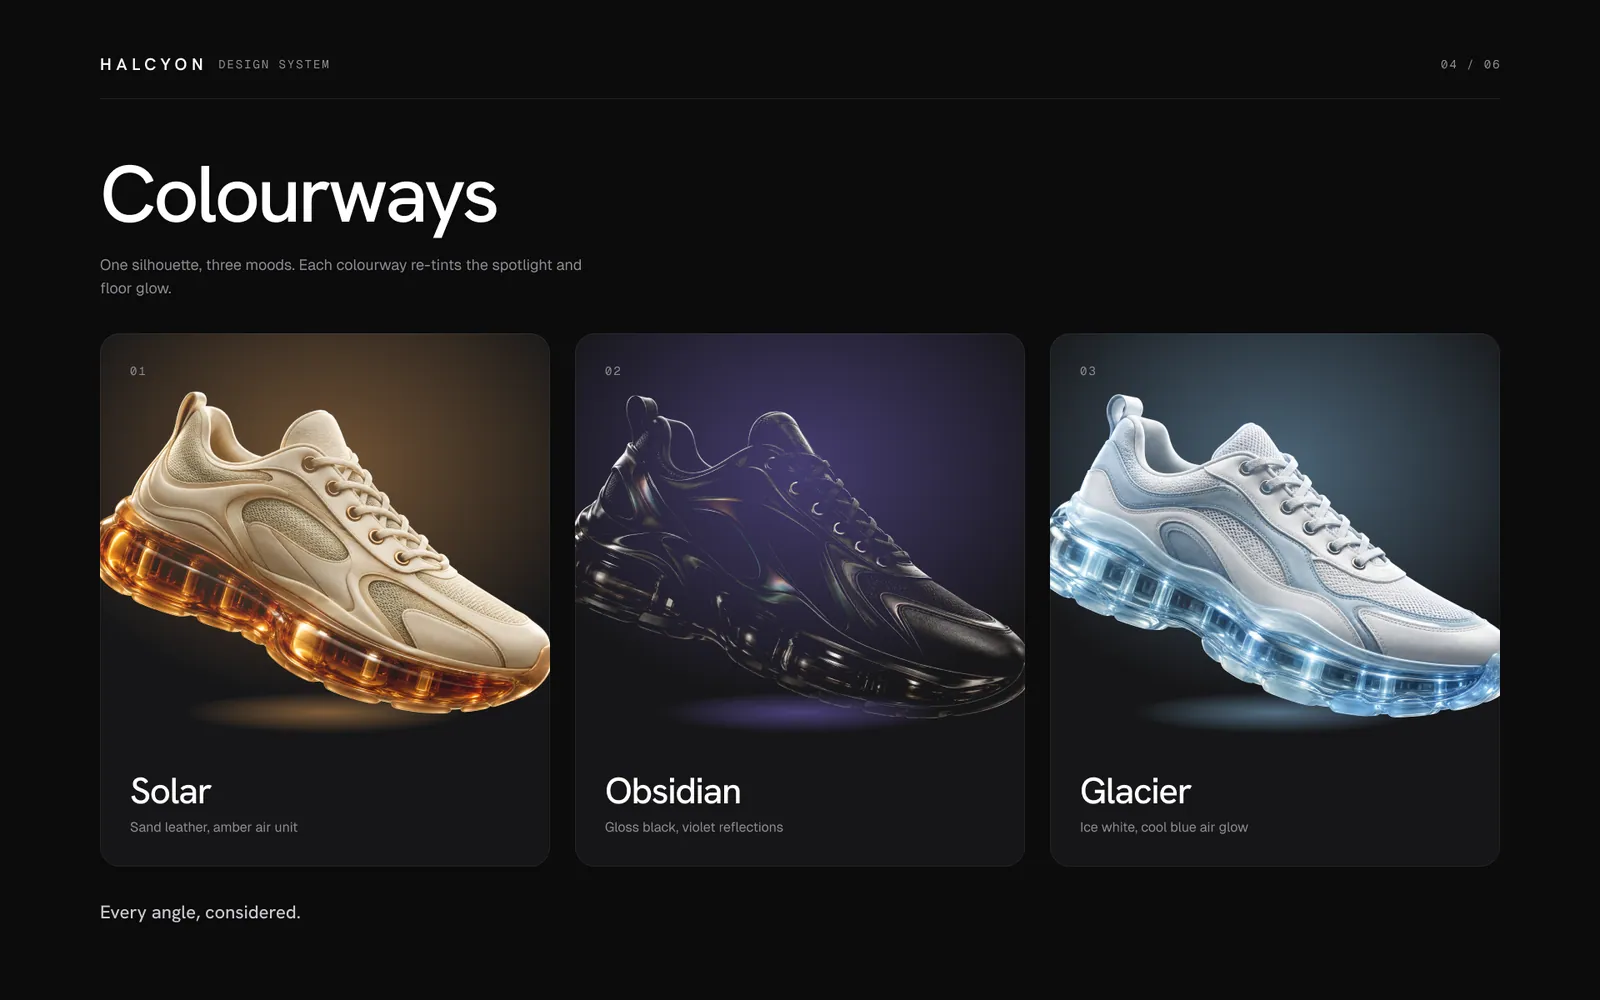 HALCYON DESIGN SYSTEM
04 / 06
Colourways
One silhouette, three moods. Each colourway re-tints the spotlight and
floor glow.
01
02
03
Solar
Sand leather, amber air unit
Obsidian
Gloss black, violet reflections
Glacier
Ice white, cool blue air glow
Every angle, considered.